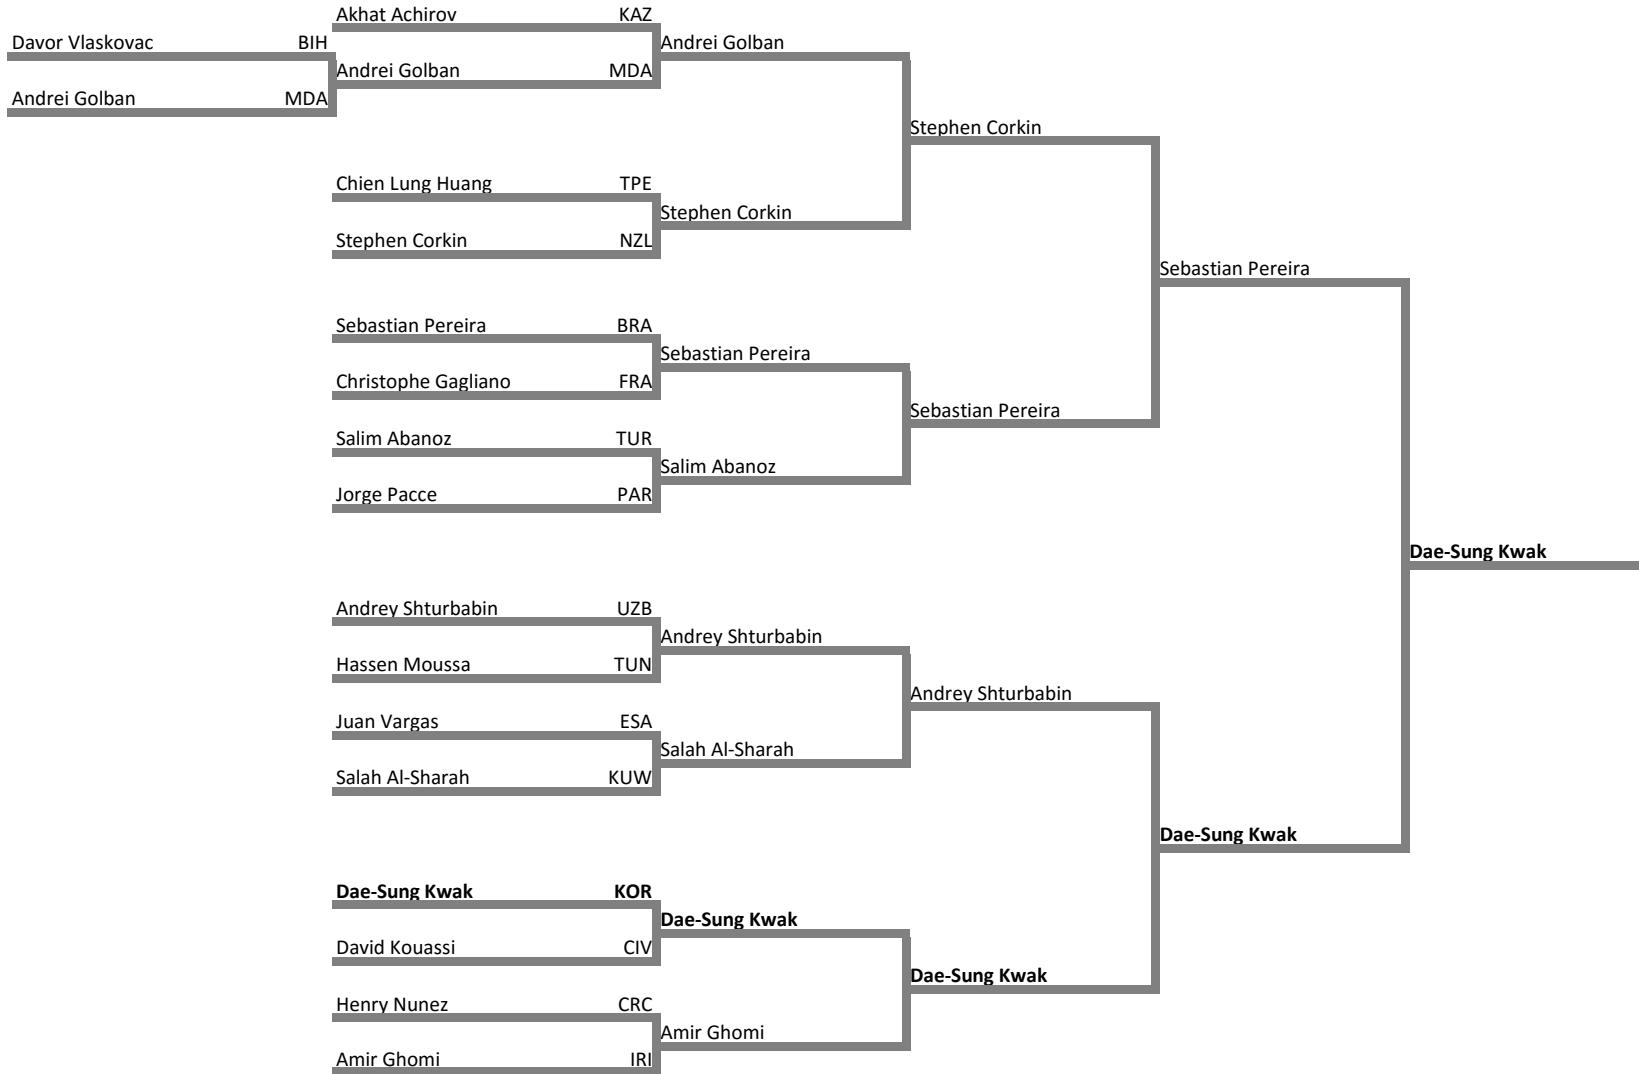 Akhat Achirov KAZ
Davor Vlaskovac BIH Andrei Golban
Andrei Golban MDA
Andrei Golban MDA
Stephen Corkin
Chien Lung Huang TPE
Stephen Corkin
Stephen Corkin NZL
Sebastian Pereira
Sebastian Pereira BRA
Sebastian Pereira
Christophe Gagliano FRA
Sebastian Pereira
Salim Abanoz TUR
Salim Abanoz
Jorge Pacce PAR
Dae-Sung Kwak
Andrey Shturbabin UZB
Andrey Shturbabin
Hassen Moussa TUN
Andrey Shturbabin
Juan Vargas ESA
Salah Al-Sharah
Salah Al-Sharah KUW
Dae-Sung Kwak
Dae-Sung Kwak KOR
Dae-Sung Kwak
David Kouassi CIV
Dae-Sung Kwak
Henry Nunez CRC
Amir Ghomi
Amir Ghomi IRI